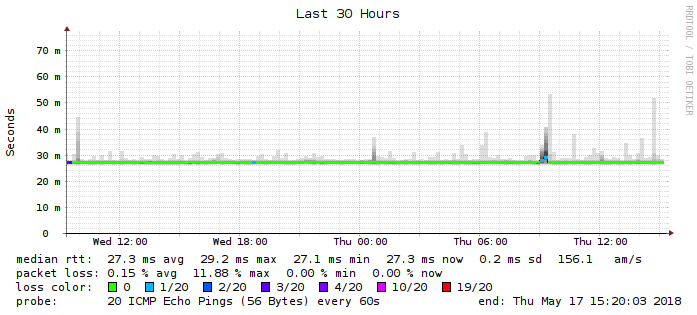 Last 30 Hours
RRDTOOL / TOBI OETIKER
Seconds
70 m
60 m
50 m
40 m
30 m
20 m
10 m
0
Wed 12:00 Wed 18:00 Thu 00:00 Thu 06:00 Thu 12:00
median rtt: 27.3 ms avg 29.2 ms max 27.1 ms min 27.3 ms now 0.2 ms sd 156.1 am/s
packet loss: 0.15 % avg 11.88 % max 0.00 % min 0.00 % now
loss color: 0 1/20 2/20 3/20 4/20 10/20 19/20
probe: 20 ICMP Echo Pings (56 Bytes) every 60s end: Thu May 17 15:20:03 2018